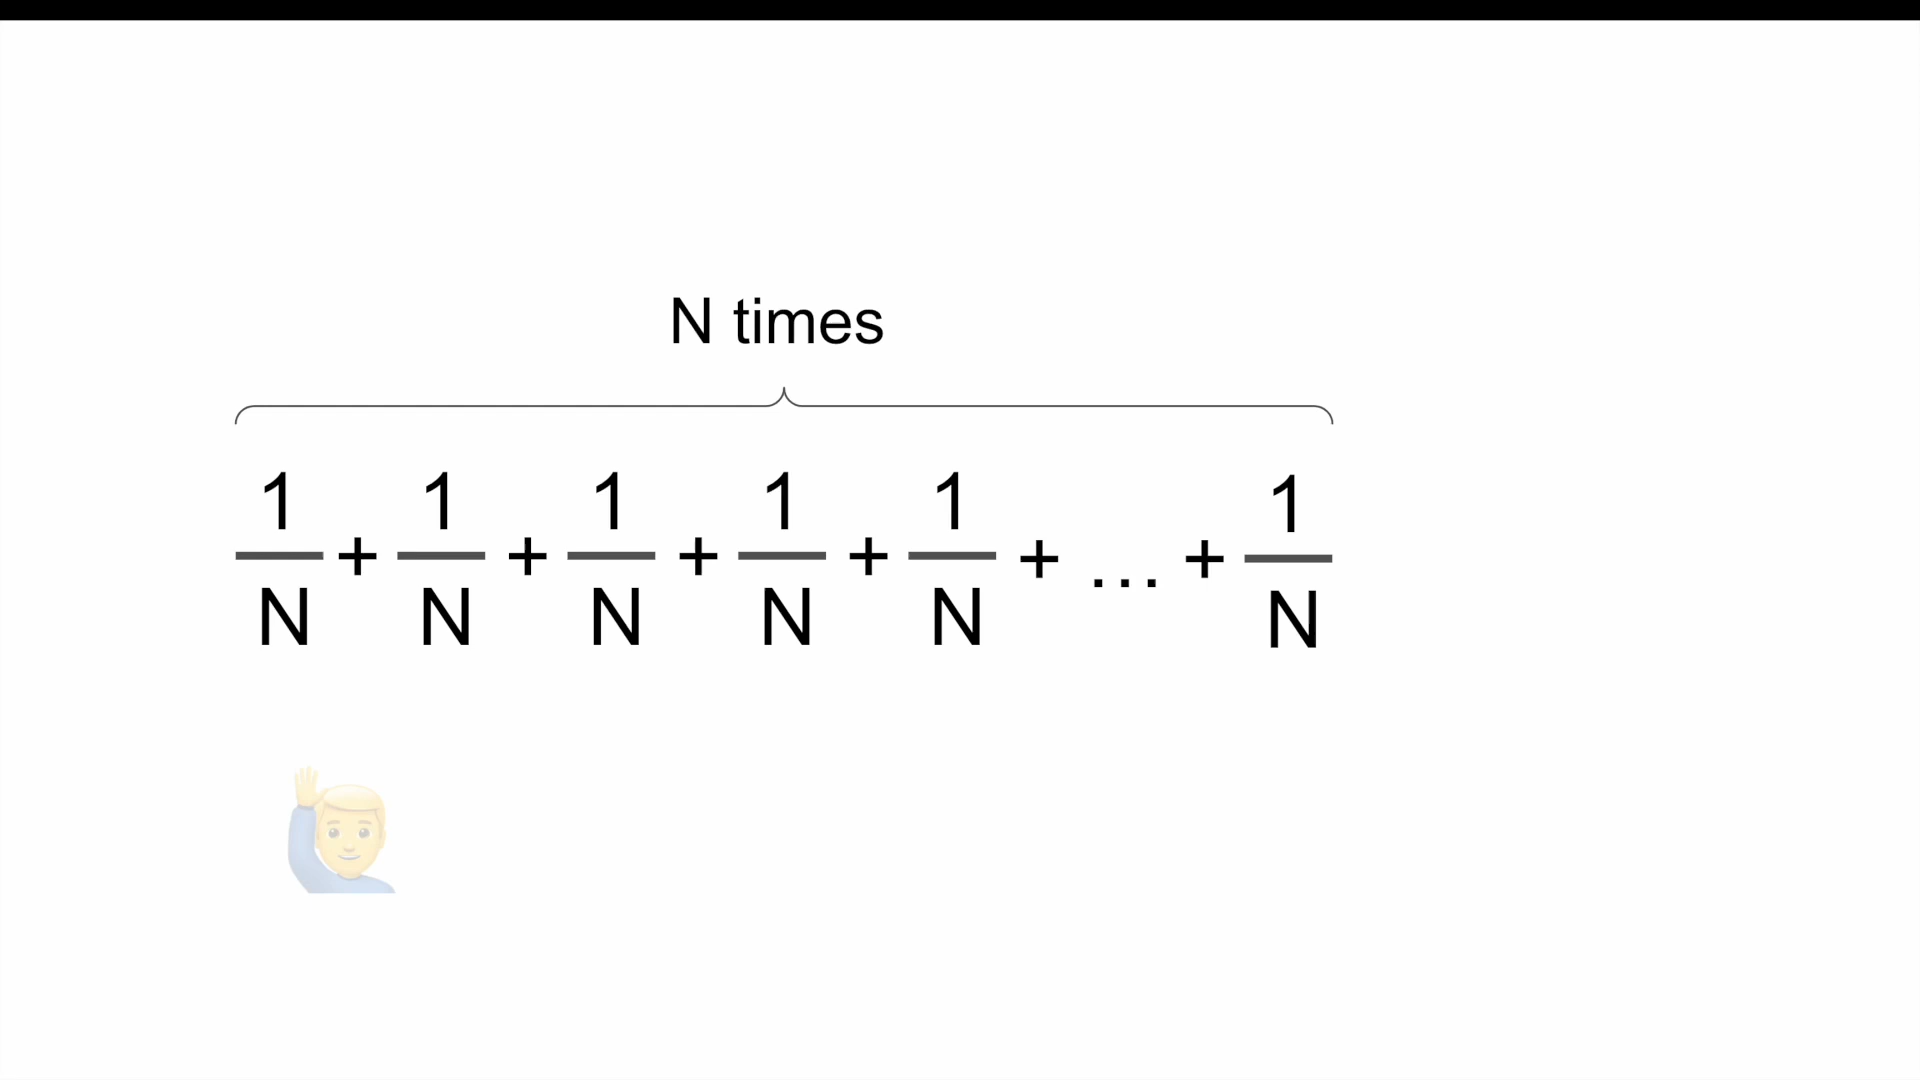 N times
1 1 1 1 1 1
+ + + + + … +
N N N N N N